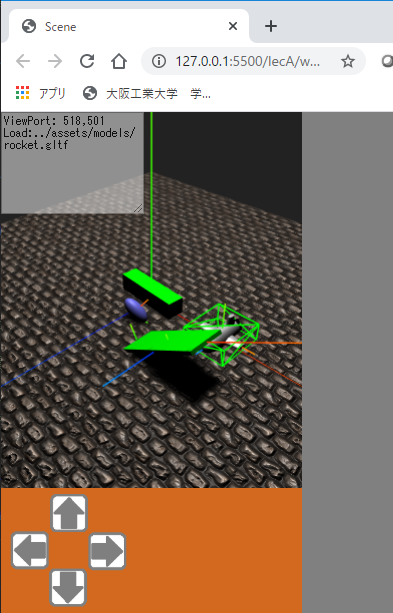 Scene
127.0.0.1:5500/lecA/w...
アプリ
大阪工業大学 学...
ViewPort: 518,501
Load:../assets/models/
rocket.gltf